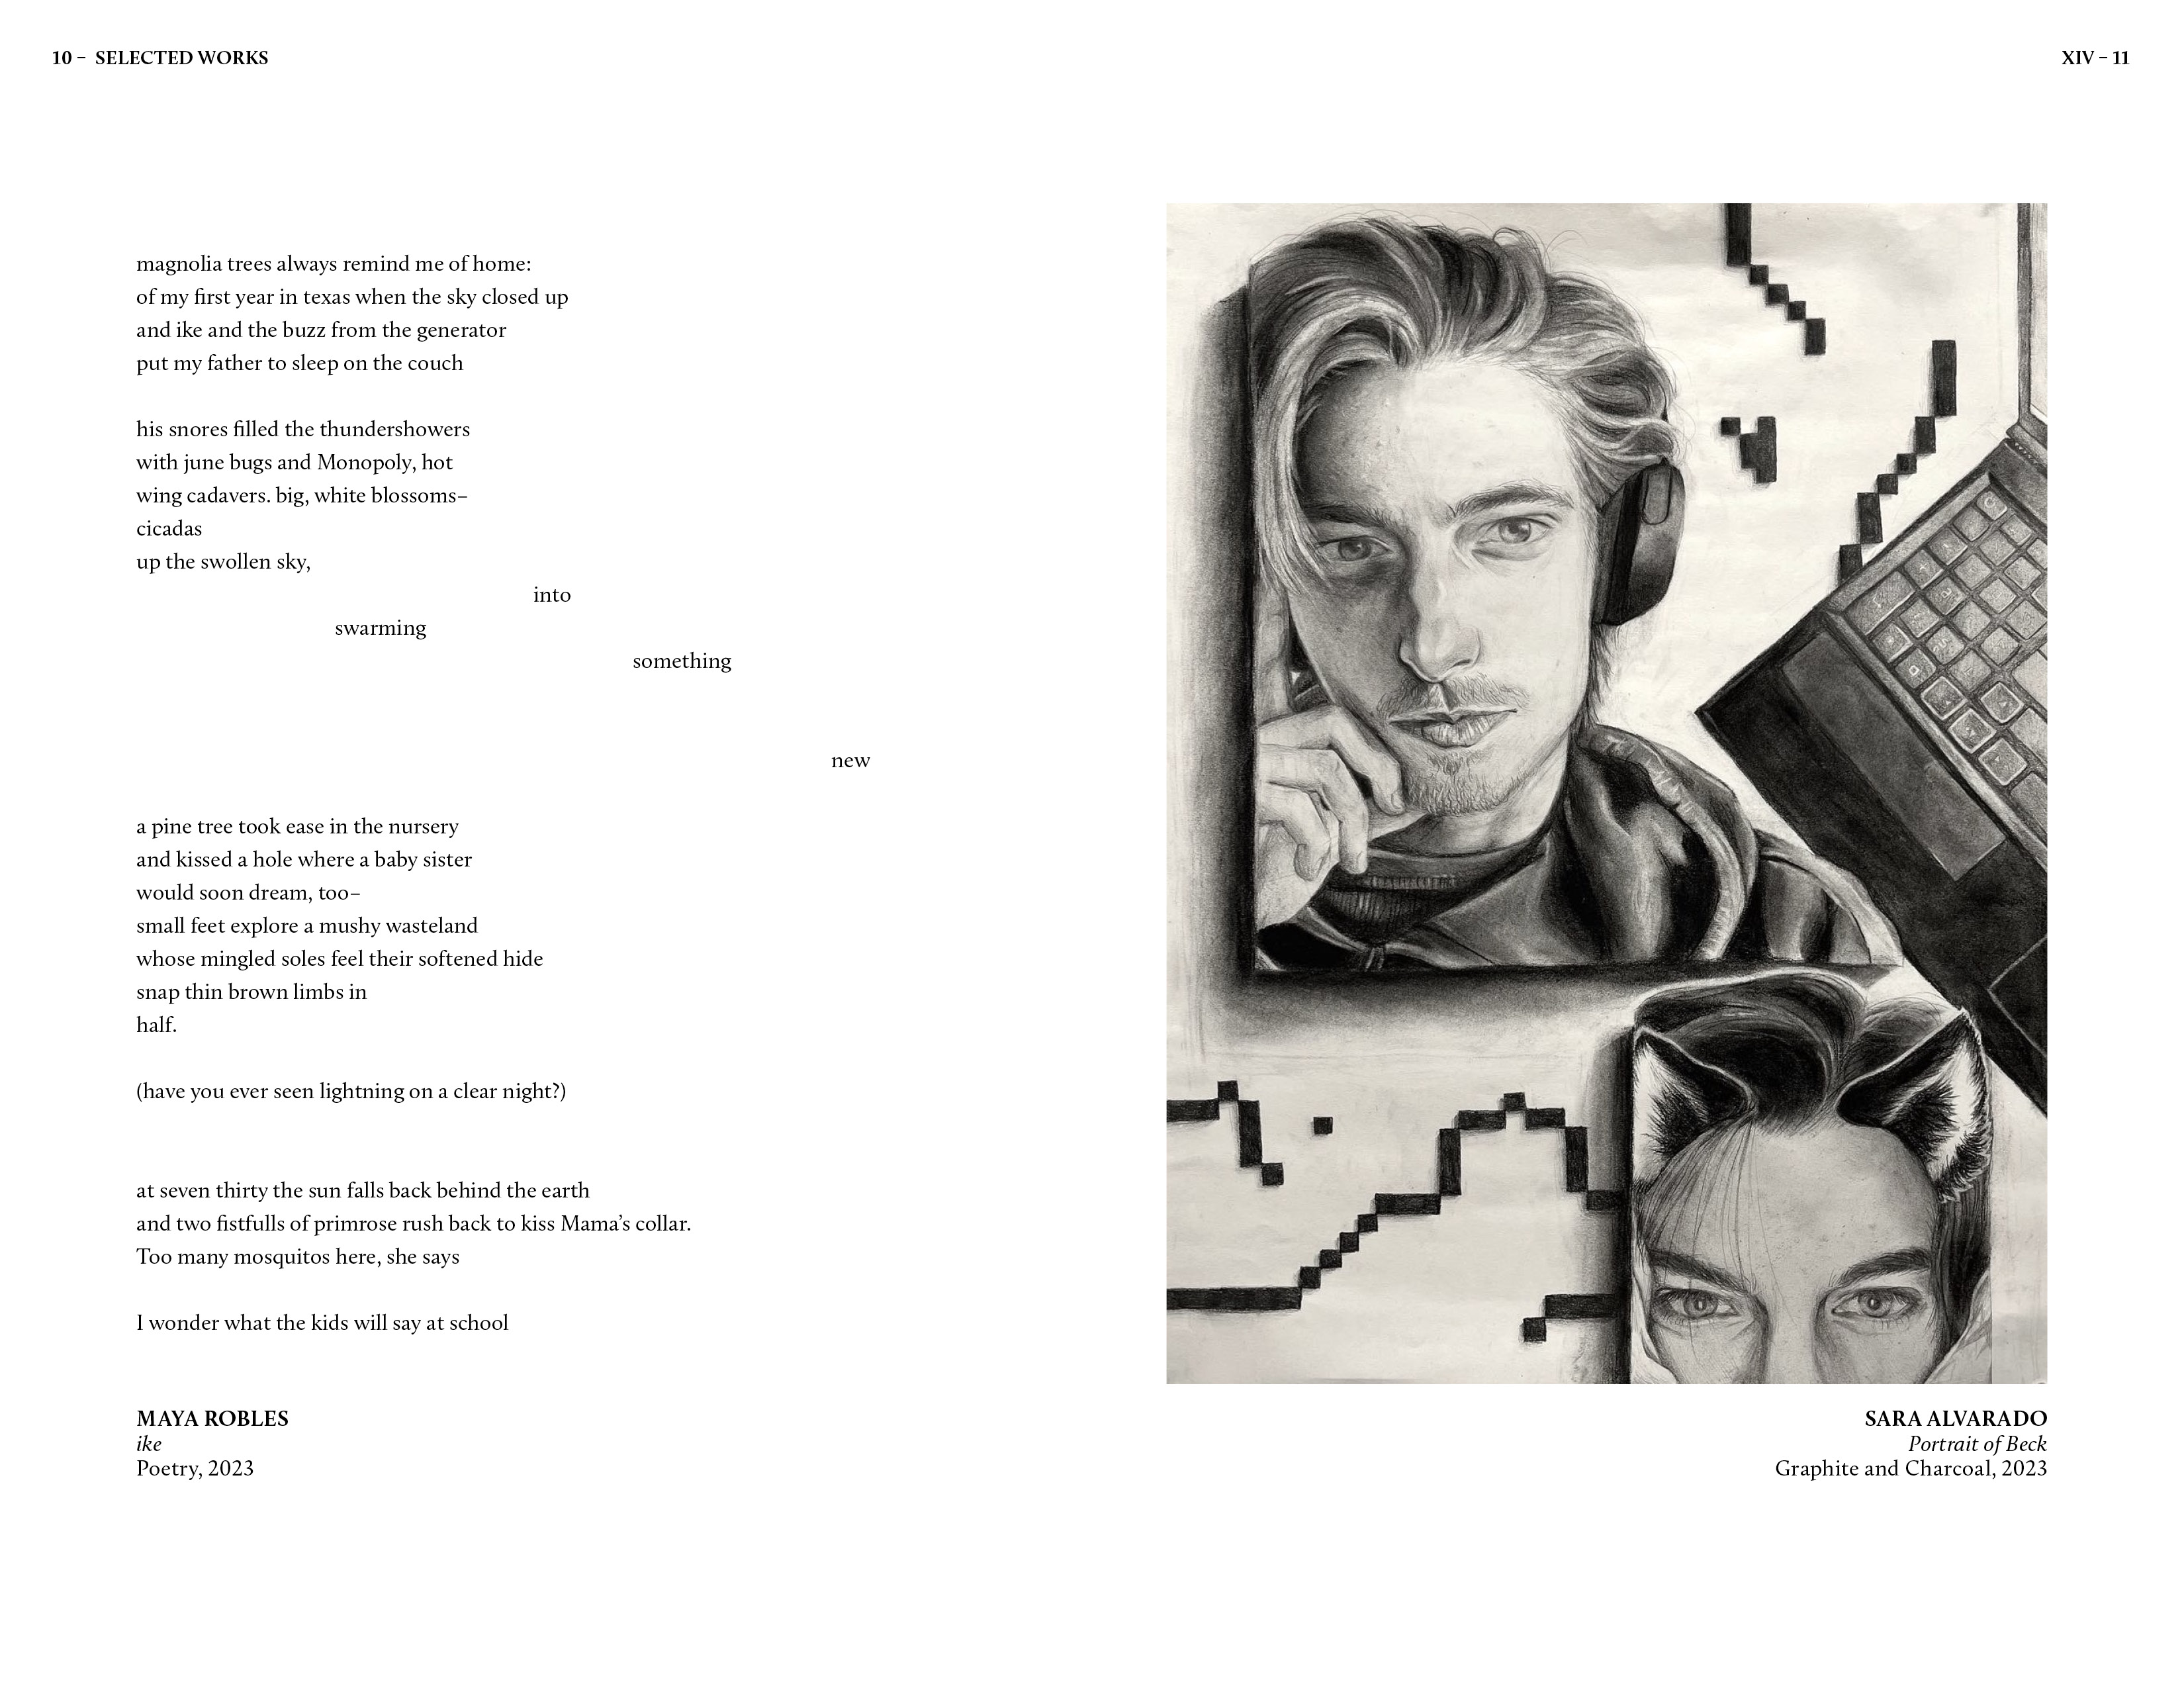 10 – SELECTED WORKS
XIV – 11
magnolia trees always remind me of home:
of my first year in texas when the sky closed up
and ike and the buzz from the generator
put my father to sleep on the couch
his snores filled the thundershowers
with june bugs and Monopoly, hot
wing cadavers. big, white blossoms–
cicadas
up the swollen sky,
into
swarming
something
new
a pine tree took ease in the nursery
and kissed a hole where a baby sister
would soon dream, too–
small feet explore a mushy wasteland
whose mingled soles feel their softened hide
snap thin brown limbs in
half.
(have you ever seen lightning on a clear night?)
at seven thirty the sun falls back behind the earth
and two fistfulls of primrose rush back to kiss Mama’s collar.
Too many mosquitos here, she says
I wonder what the kids will say at school
MAYA ROBLES
ike
Poetry, 2023
SARA ALVARADO
Portrait of Beck
Graphite and Charcoal, 2023